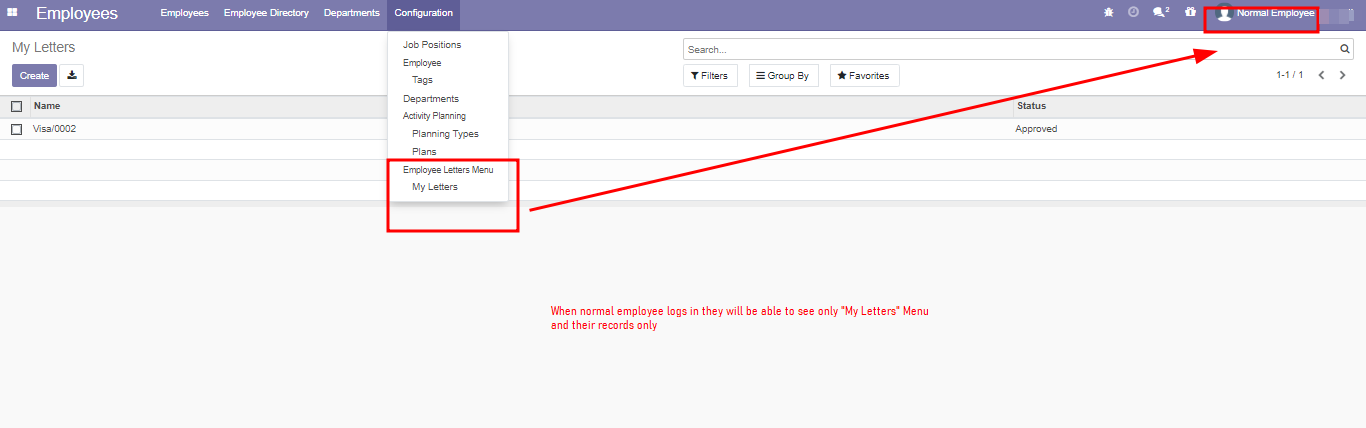 Employees Employees Employee Directory Departments Configuration 2 Normal Employee
My Letters
Search...
Create
Filters Group By Favorites 1-1 / 1
Job Positions
Employee
Tags
Departments
Activity Planning
Planning Types
Plans
Employee Letters Menu
My Letters
Name Status
Visa/0002 Approved
When normal employee logs in they will be able to see only "My Letters" Menu
and their records only